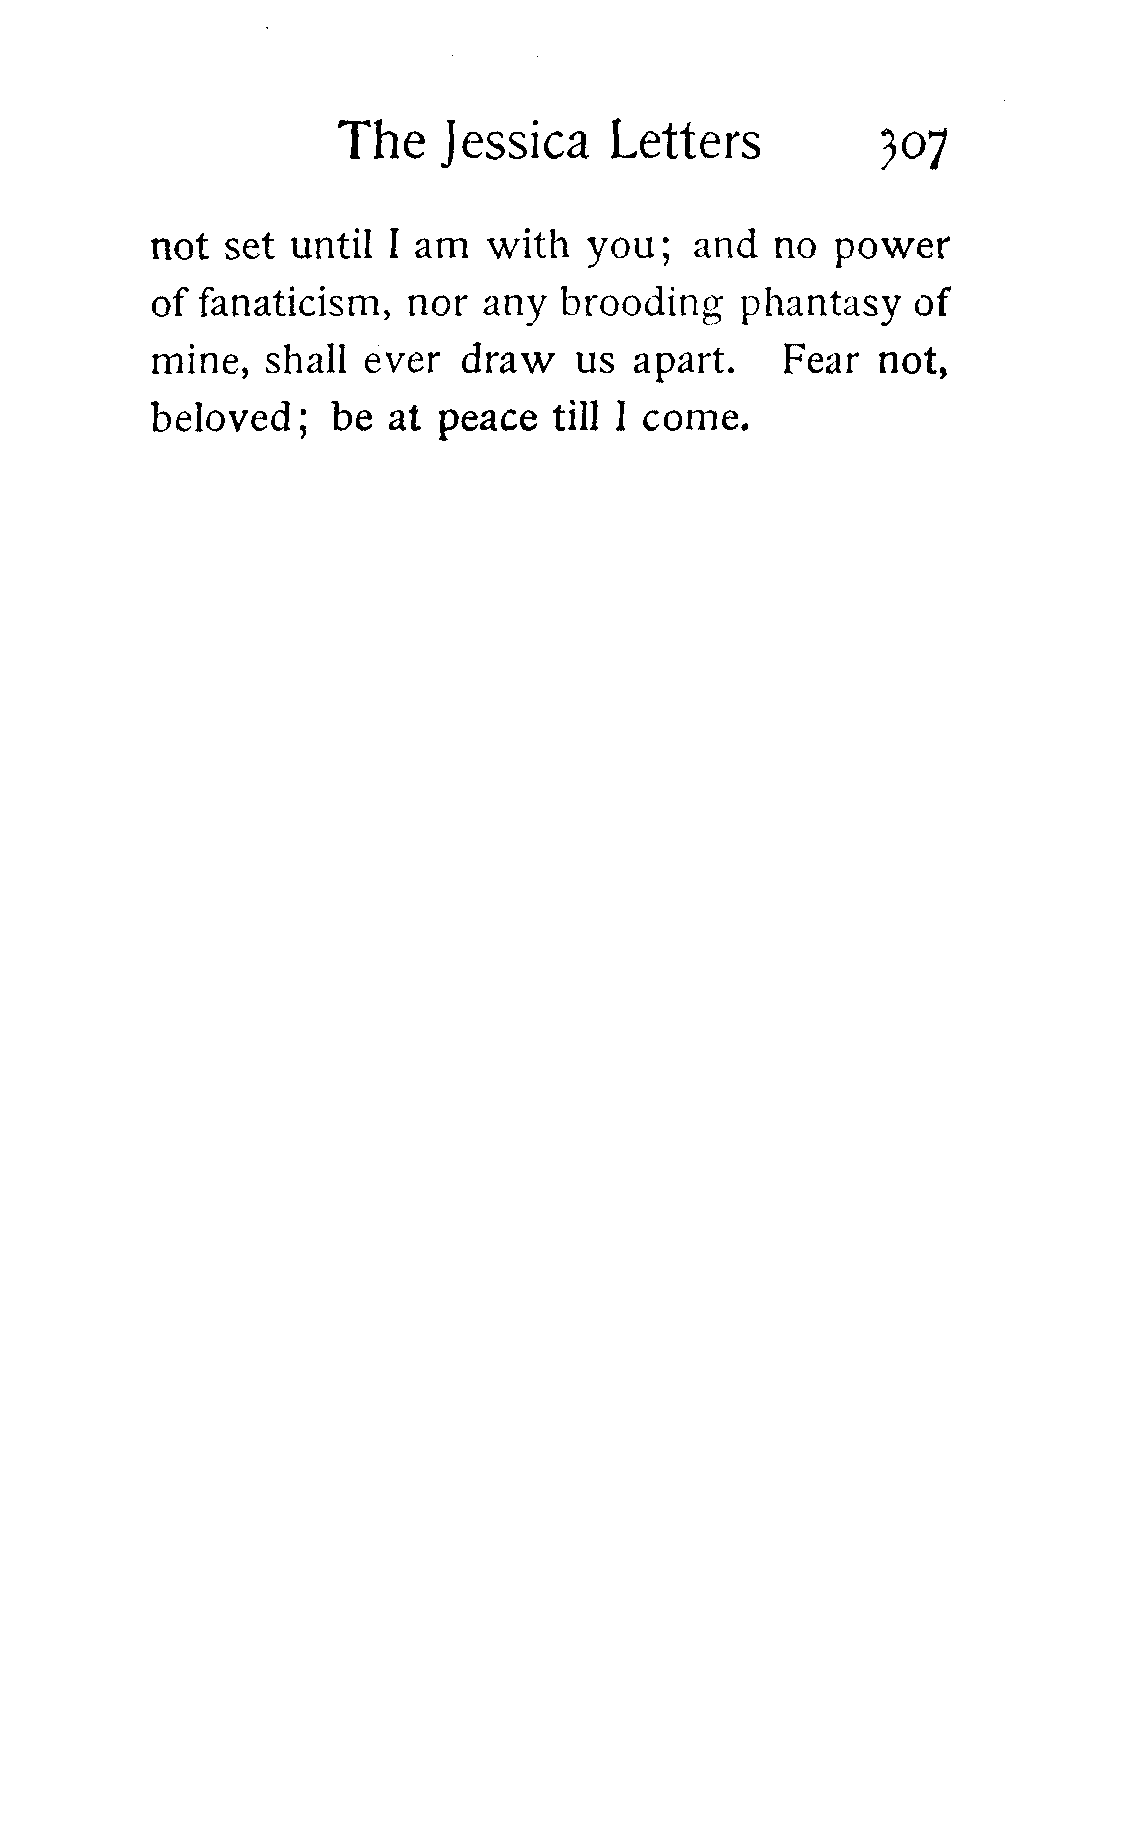 The Jessica Letters 307
not set until I am with you; and no power
of fanaticism, nor any brooding phantasy of
mine, shall ever draw us apart. Fear not,
beloved; be at peace till I come.